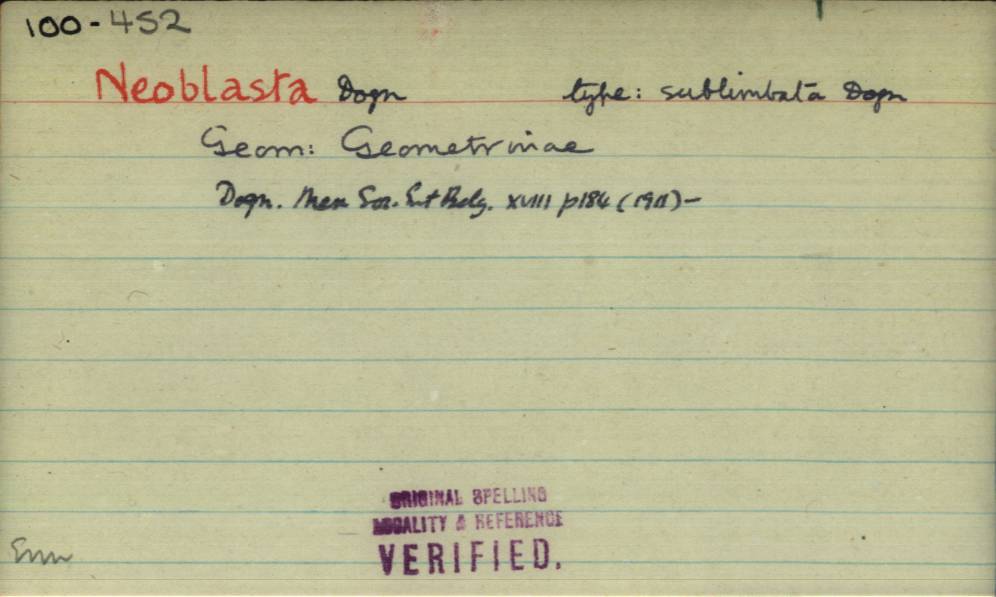 100-452
Neoblasta Dogn type: sublimbata Dogn
Geom: Geometrinae
Dogn. Mem Soc. Ent Belg. XVIII p184 (1911)-
ORIGINAL SPELLING
LOCALITY & REFERENCE
VERIFIED.
Enn